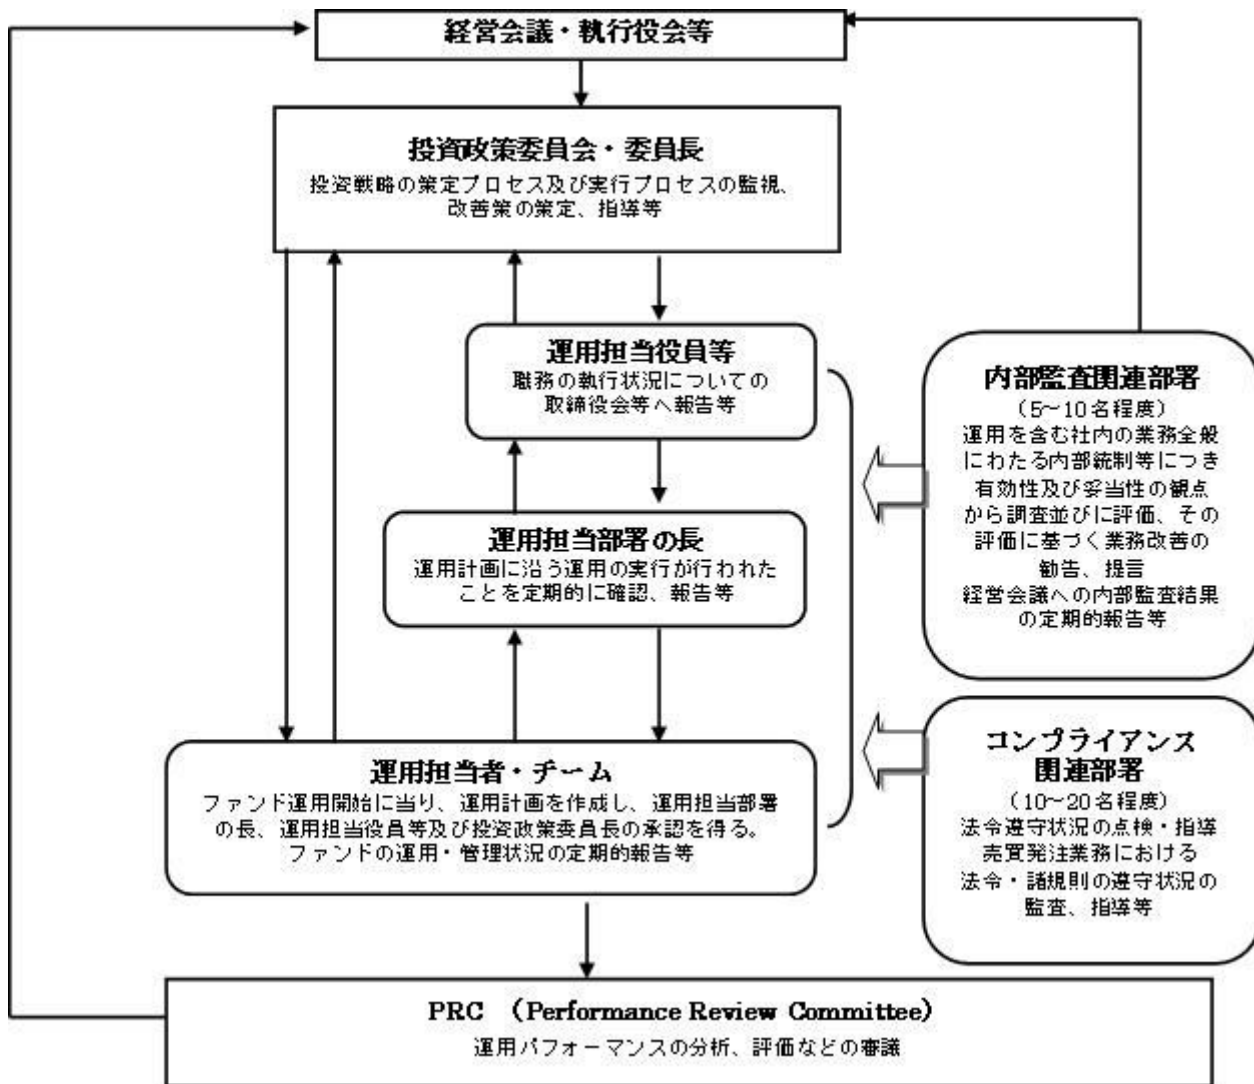 経営会議・執行役会等
投資政策委員会・委員長
投資戦略の策定プロセス及び実行プロセスの監視、
改善策の策定、指導等
運用担当役員等
職務の執行状況についての
取締役会等へ報告等
運用担当部署の長
運用計画に沿う運用の実行が行われた
ことを定期的に確認、報告等
運用担当者・チーム
ファンド運用開始に当り、運用計画を作成し、運用担当部署
の長、運用担当役員等及び投資政策委員長の承認を得る。
ファンドの運用・管理状況の定期的報告等
内部監査関連部署
（5～10名程度）
運用を含む社内の業務全般
にわたる内部統制等につき
有効性及び妥当性の観点
から調査並びに評価、その
評価に基づく業務改善の
勧告、提言
経営会議への内部監査結果
の定期的報告等
コンプライアンス
関連部署
（10～20名程度）
法令遵守状況の点検・指導
売買発注業務における
法令・諸規則の遵守状況の
監査、指導等
PRC （Performance Review Committee）
運用パフォーマンスの分析、評価などの審議